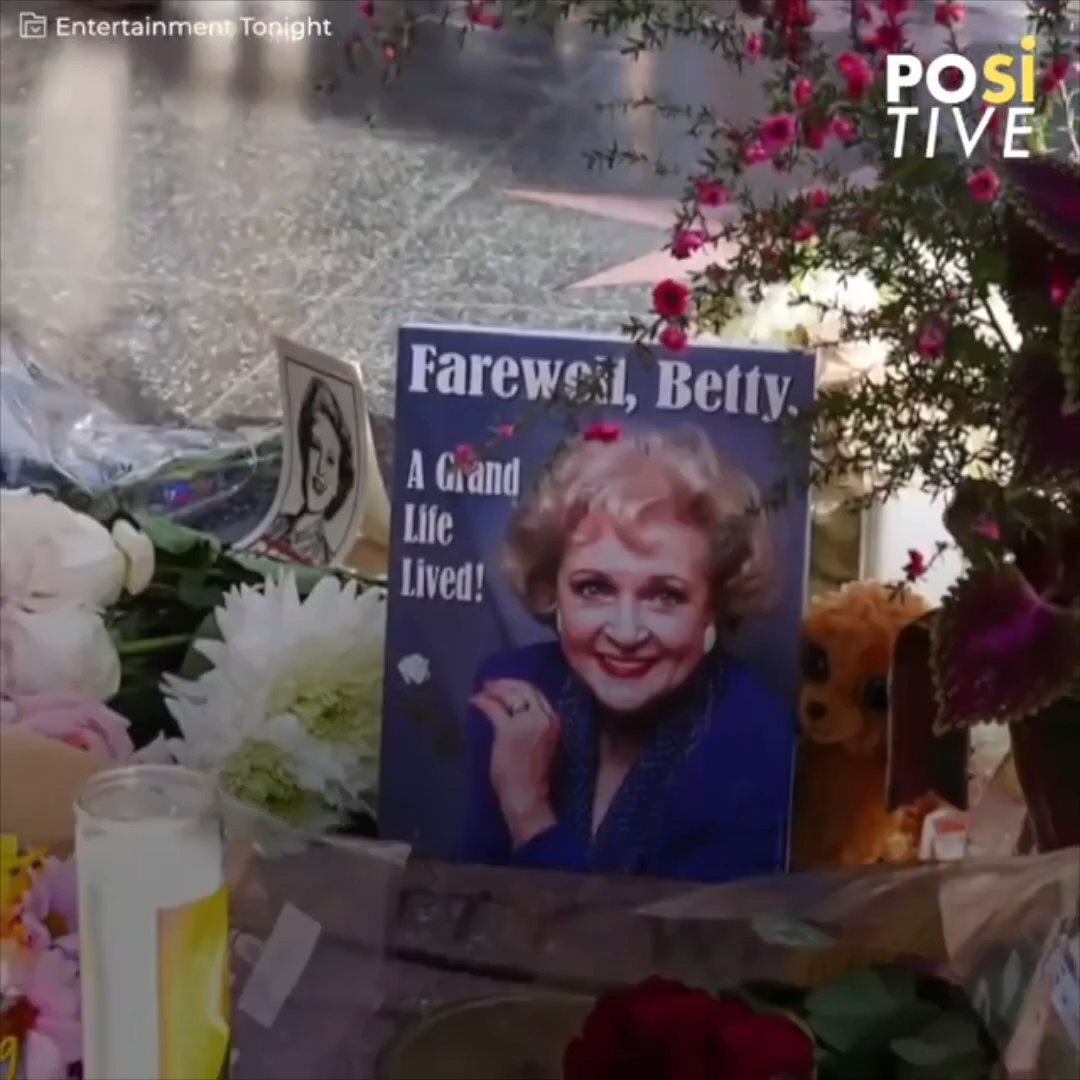 Entertainment Tonight
POSI
TIVE
Farewell, Betty.
A Grand
Life
Lived!